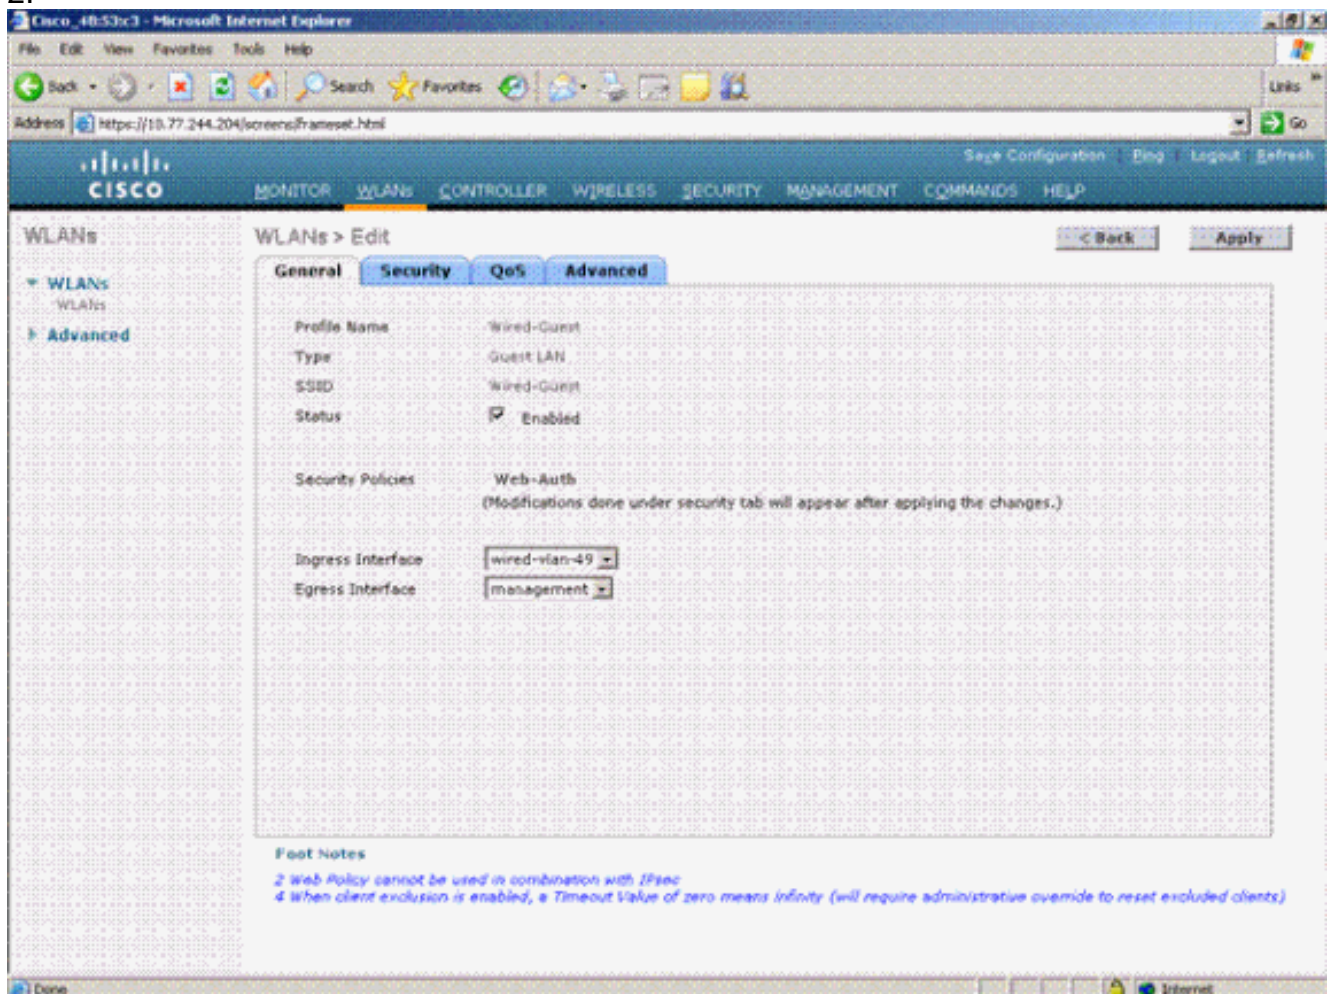 2.
Cisco_48:53:c3 - Microsoft Internet Explorer
File Edit View Favorites Tools Help
Back Search Favorites Links
Address https://10.77.244.204/screens/frameset.html Go
Save Configuration Ping Logout Refresh
CISCO MONITOR WLANs CONTROLLER WIRELESS SECURITY MANAGEMENT COMMANDS HELP
WLANs
WLANs
WLANs
Advanced
WLANs > Edit
< Back Apply
General Security QoS Advanced
Profile Name Wired-Guest
Type Guest LAN
SSID Wired-Guest
Status Enabled
Security Policies Web-Auth
(Modifications done under security tab will appear after applying the changes.)
Ingress Interface wired-vlan-49
Egress Interface management
Foot Notes
2 Web Policy cannot be used in combination with IPsec
4 When client exclusion is enabled, a Timeout Value of zero means infinity (will require administrative override to reset excluded clients)
Done Internet